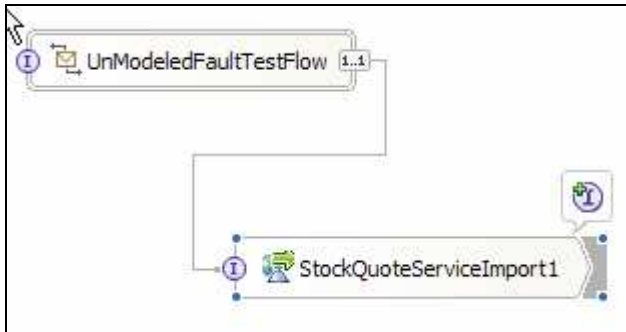 I
UnModeledFaultTestFlow
1..1
I
I
StockQuoteServiceImport1